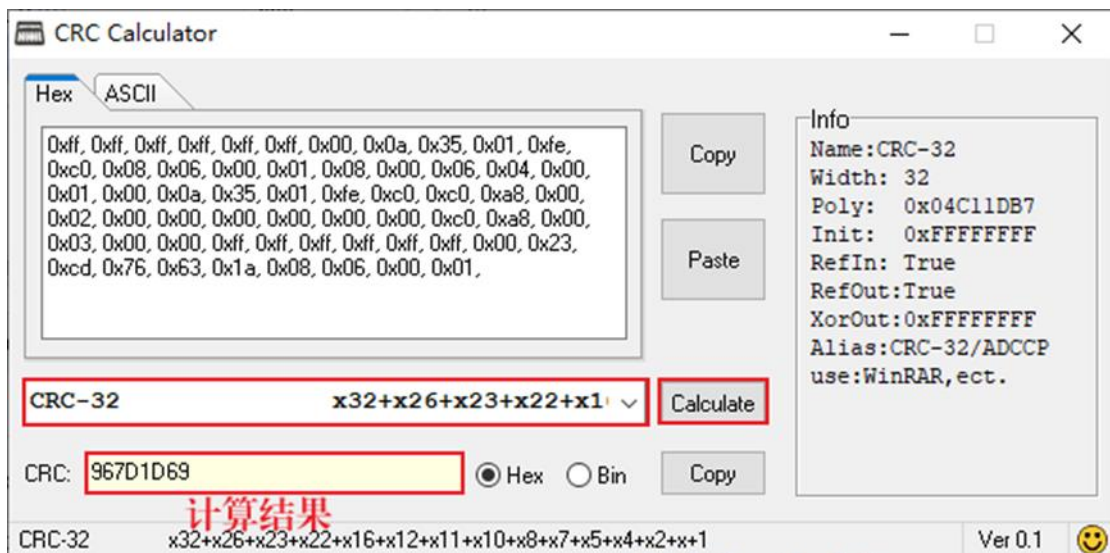 CRC Calculator
Hex ASCII
0xff, 0xff, 0xff, 0xff, 0xff, 0xff, 0x00, 0x0a, 0x35, 0x01, 0xfe,
0xc0, 0x08, 0x06, 0x00, 0x01, 0x08, 0x00, 0x06, 0x04, 0x00,
0x01, 0x00, 0x0a, 0x35, 0x01, 0xfe, 0xc0, 0xc0, 0xa8, 0x00,
0x02, 0x00, 0x00, 0x00, 0x00, 0x00, 0x00, 0xc0, 0xa8, 0x00,
0x03, 0x00, 0x00, 0xff, 0xff, 0xff, 0xff, 0xff, 0xff, 0x00, 0x23,
0xcd, 0x76, 0x63, 0x1a, 0x08, 0x06, 0x00, 0x01,
Copy
Paste
Info
Name:CRC-32
Width: 32
Poly: 0x04C11DB7
Init: 0xFFFFFFFF
RefIn: True
RefOut:True
XorOut:0xFFFFFFFF
Alias:CRC-32/ADCCP
use:WinRAR,ect.
CRC-32 x32+x26+x23+x22+x1
Calculate
CRC: 967D1D69 Hex Bin Copy
计算结果
CRC-32 x32+x26+x23+x22+x16+x12+x11+x10+x8+x7+x5+x4+x2+x+1 Ver 0.1